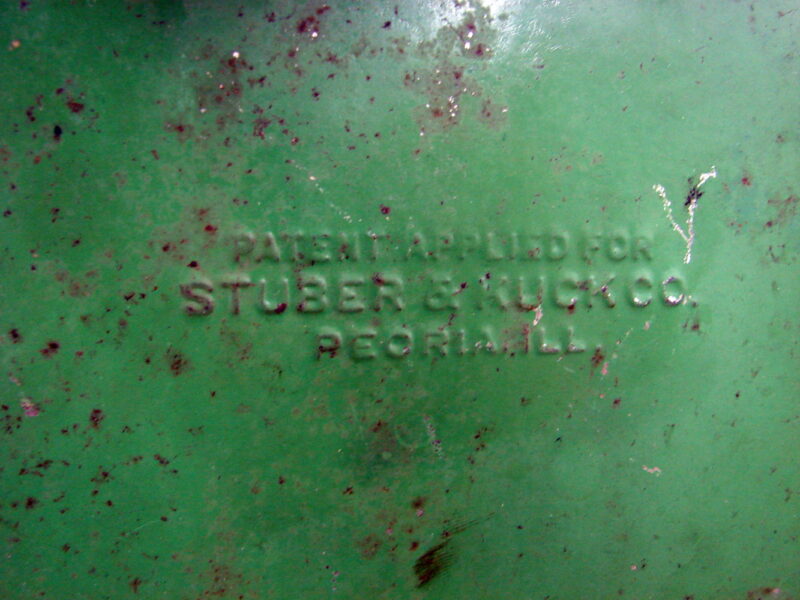 PATENT APPLIED FOR
STUBER & KUCK CO.
PEORIA. ILL.